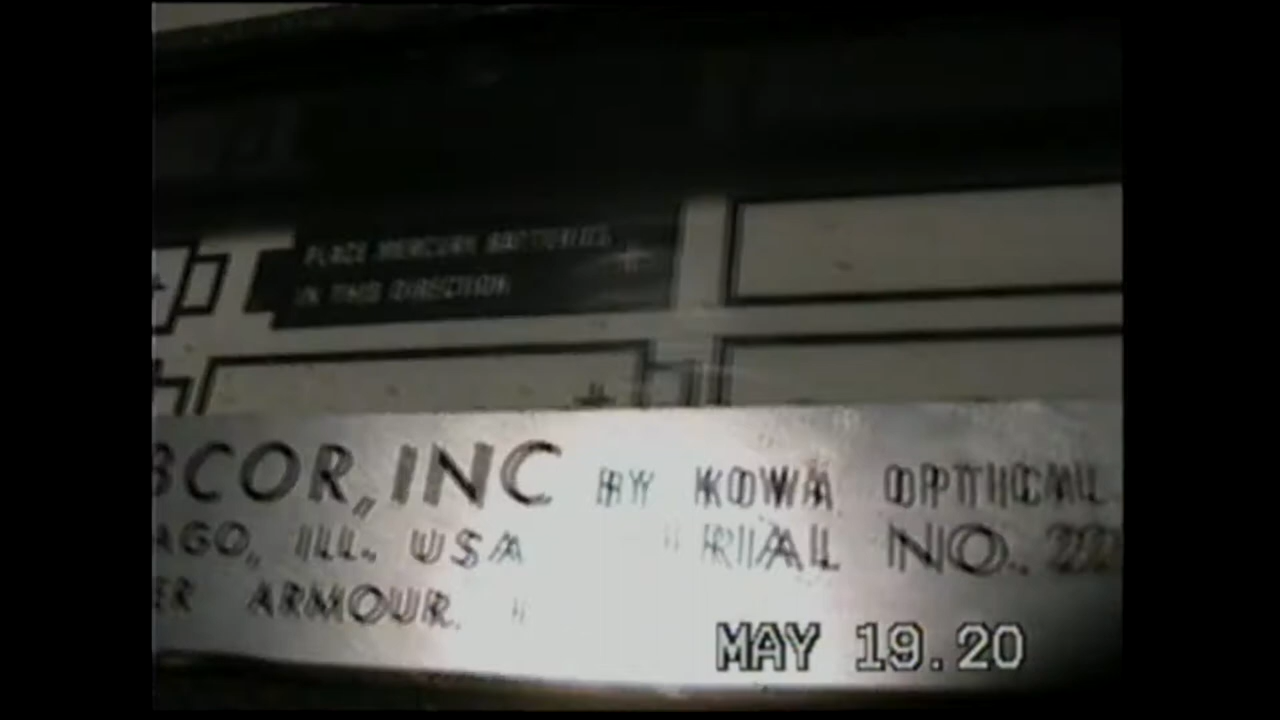 PLACE MERCURY BATTERIES
IN THIS DIRECTION
+
+
BCOR, INC BY KOWA OPTICAL
AGO, ILL. USA RIAL NO. 22
ER ARMOUR.
MAY 19.20